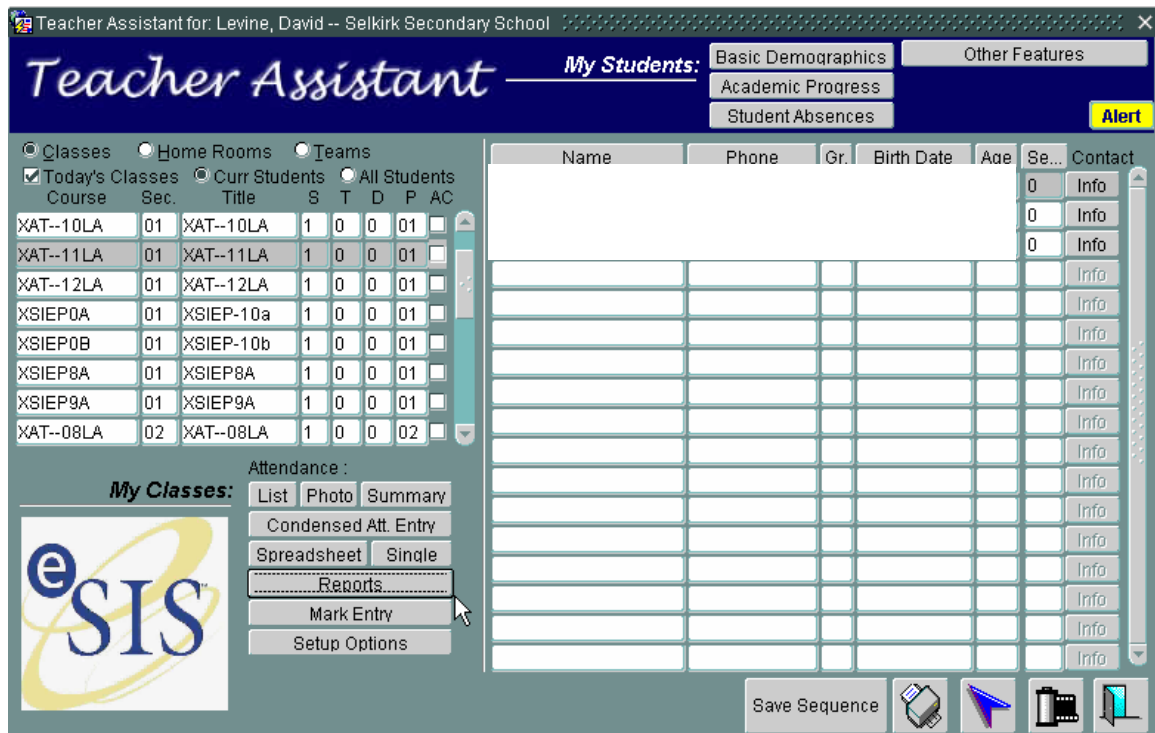 Teacher Assistant for: Levine, David -- Selkirk Secondary School
Teacher Assistant
My Students:
Basic Demographics
Other Features
Academic Progress
Student Absences
Alert
Classes Home Rooms Teams
Today's Classes Curr Students All Students
Course Sec. Title S T D P AC
XAT--10LA 01 XAT--10LA 1 0 0 01
XAT--11LA 01 XAT--11LA 1 0 0 01
XAT--12LA 01 XAT--12LA 1 0 0 01
XSIEP0A 01 XSIEP-10a 1 0 0 01
XSIEP0B 01 XSIEP-10b 1 0 0 01
XSIEP8A 01 XSIEP8A 1 0 0 01
XSIEP9A 01 XSIEP9A 1 0 0 01
XAT--08LA 02 XAT--08LA 1 0 0 02
Attendance :
My Classes:
List Photo Summary
Condensed Att. Entry
Spreadsheet Single
Reports
Mark Entry
Setup Options
eSIS™
Name Phone Gr. Birth Date Age Se... Contact
0 Info
0 Info
0 Info
Info
Info
Info
Info
Info
Info
Info
Info
Info
Info
Info
Info
Info
Info
Save Sequence